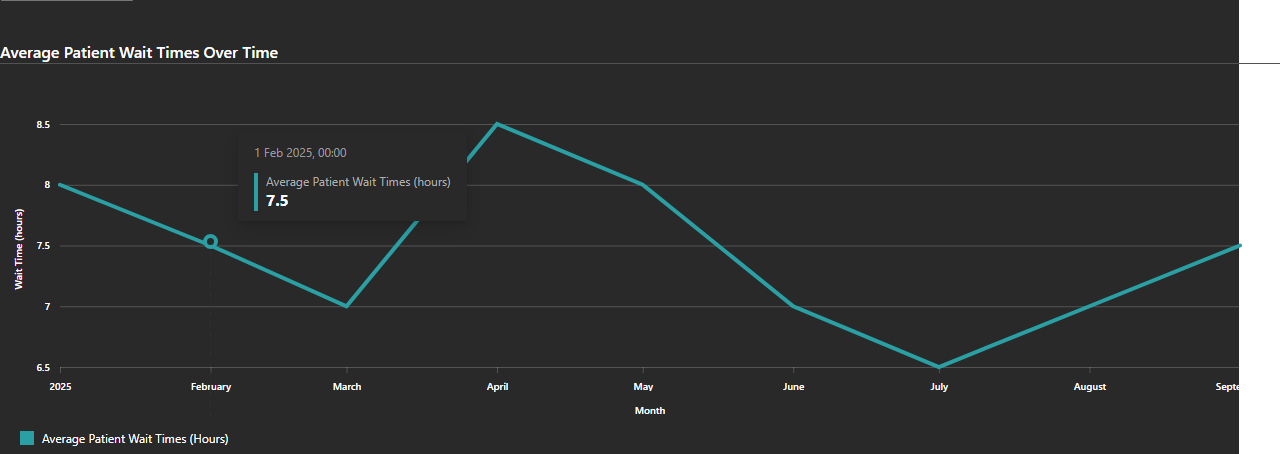 Average Patient Wait Times Over Time
8.5
1 Feb 2025, 00:00
Average Patient Wait Times (hours)
7.5
8
7.5
7
6.5
Wait Time (hours)
2025 February March April May June July August Septe
Month
Average Patient Wait Times (Hours)